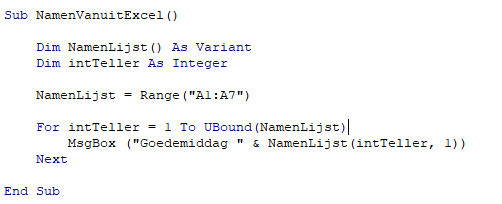 Sub NamenVanuitExcel()
Dim NamenLijst() As Variant
Dim intTeller As Integer
NamenLijst = Range("A1:A7")
For intTeller = 1 To UBound(NamenLijst)
MsgBox ("Goedemiddag " & NamenLijst(intTeller, 1))
Next
End Sub